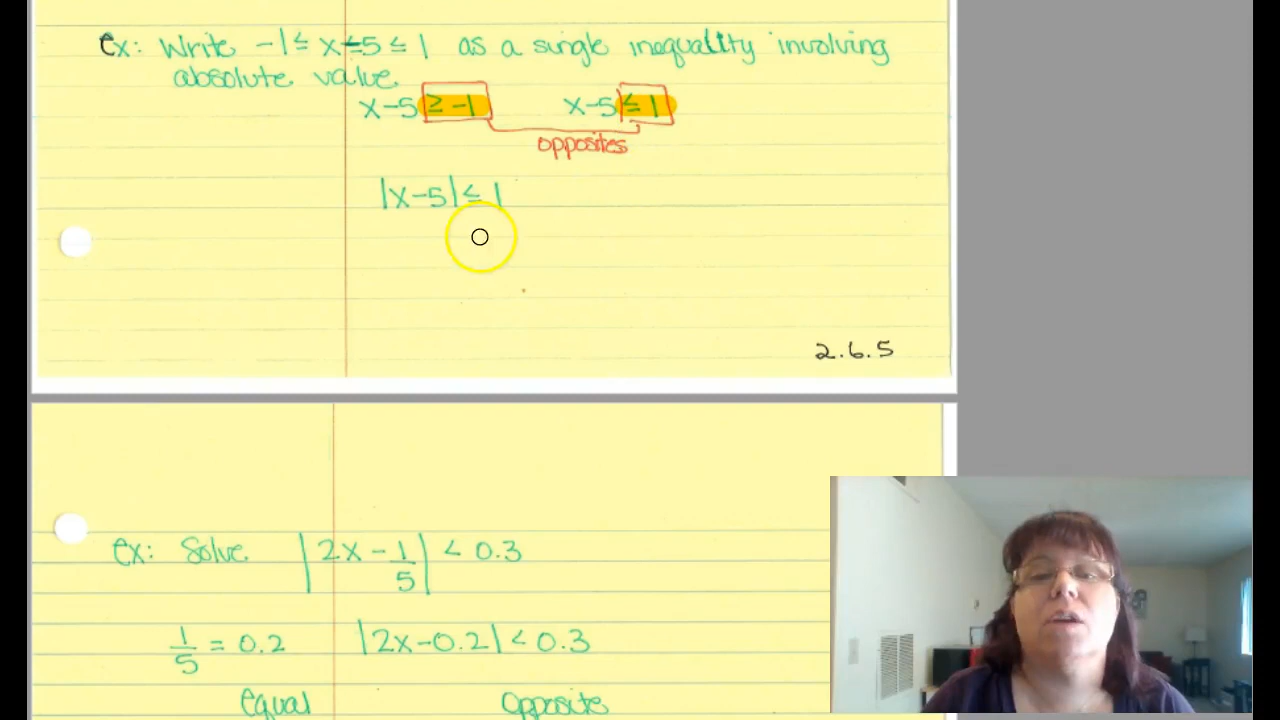 ex: Write -1 ≤ x-5 ≤ 1 as a single inequality involving
absolute value
x-5 ≥ -1 x-5 ≤ 1
opposites
|x-5| ≤ 1
2.6.5
ex: Solve |2x - 1/5| < 0.3
1/5 = 0.2 |2x-0.2| < 0.3
equal opposite